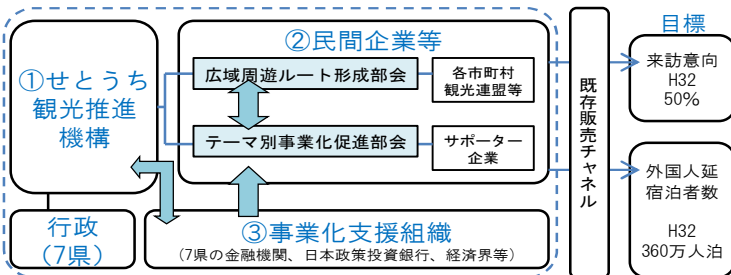 ①せとうち
観光推進
機構
行政
(7県)
②民間企業等
広域周遊ルート形成部会
各市町村
観光連盟等
テーマ別事業化促進部会
サポーター
企業
③事業化支援組織
(7県の金融機関、日本政策投資銀行、経済界等)
既存販売チャネル
目標
来訪意向
H32
50%
外国人延
宿泊者数
H32
360万人泊